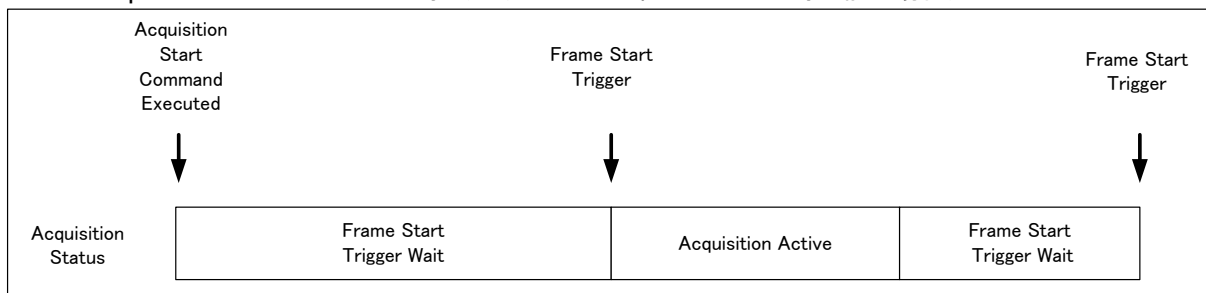 Acquisition
Start
Command
Executed
Frame Start
Trigger
Frame Start
Trigger
Acquisition
Status
Frame Start
Trigger Wait
Acquisition Active
Frame Start
Trigger Wait